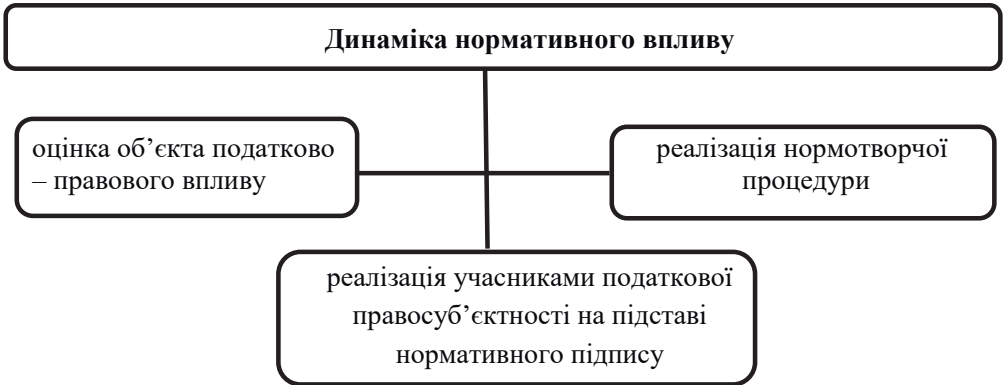 Динаміка нормативного впливу
оцінка об’єкта податково
– правового впливу
реалізація нормотворчої
процедури
реалізація учасниками податкової
правосуб’єктності на підставі
нормативного підпису